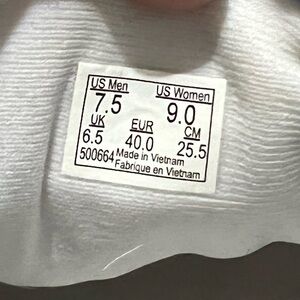 US Men US Women
7.5 9.0
UK EUR CM
6.5 40.0 25.5
500664 Made in Vietnam
Fabrique en Vietnam